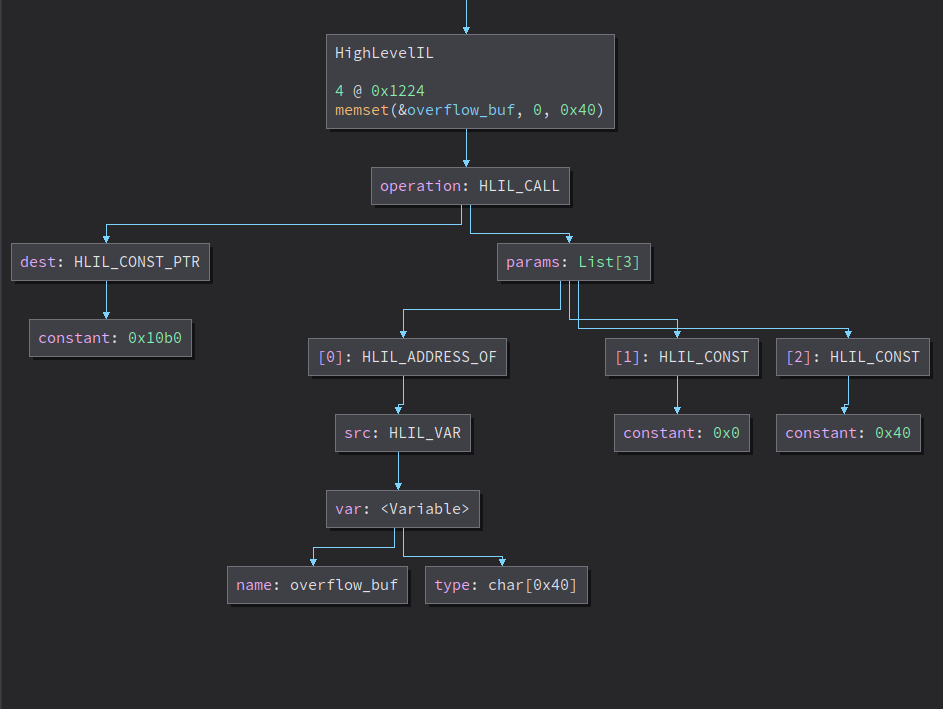 HighLevelIL
4 @ 0x1224
memset(&overflow_buf, 0, 0x40)
operation: HLIL_CALL
dest: HLIL_CONST_PTR
params: List[3]
constant: 0x10b0
[0]: HLIL_ADDRESS_OF
[1]: HLIL_CONST
[2]: HLIL_CONST
src: HLIL_VAR
constant: 0x0
constant: 0x40
var: <Variable>
name: overflow_buf
type: char[0x40]